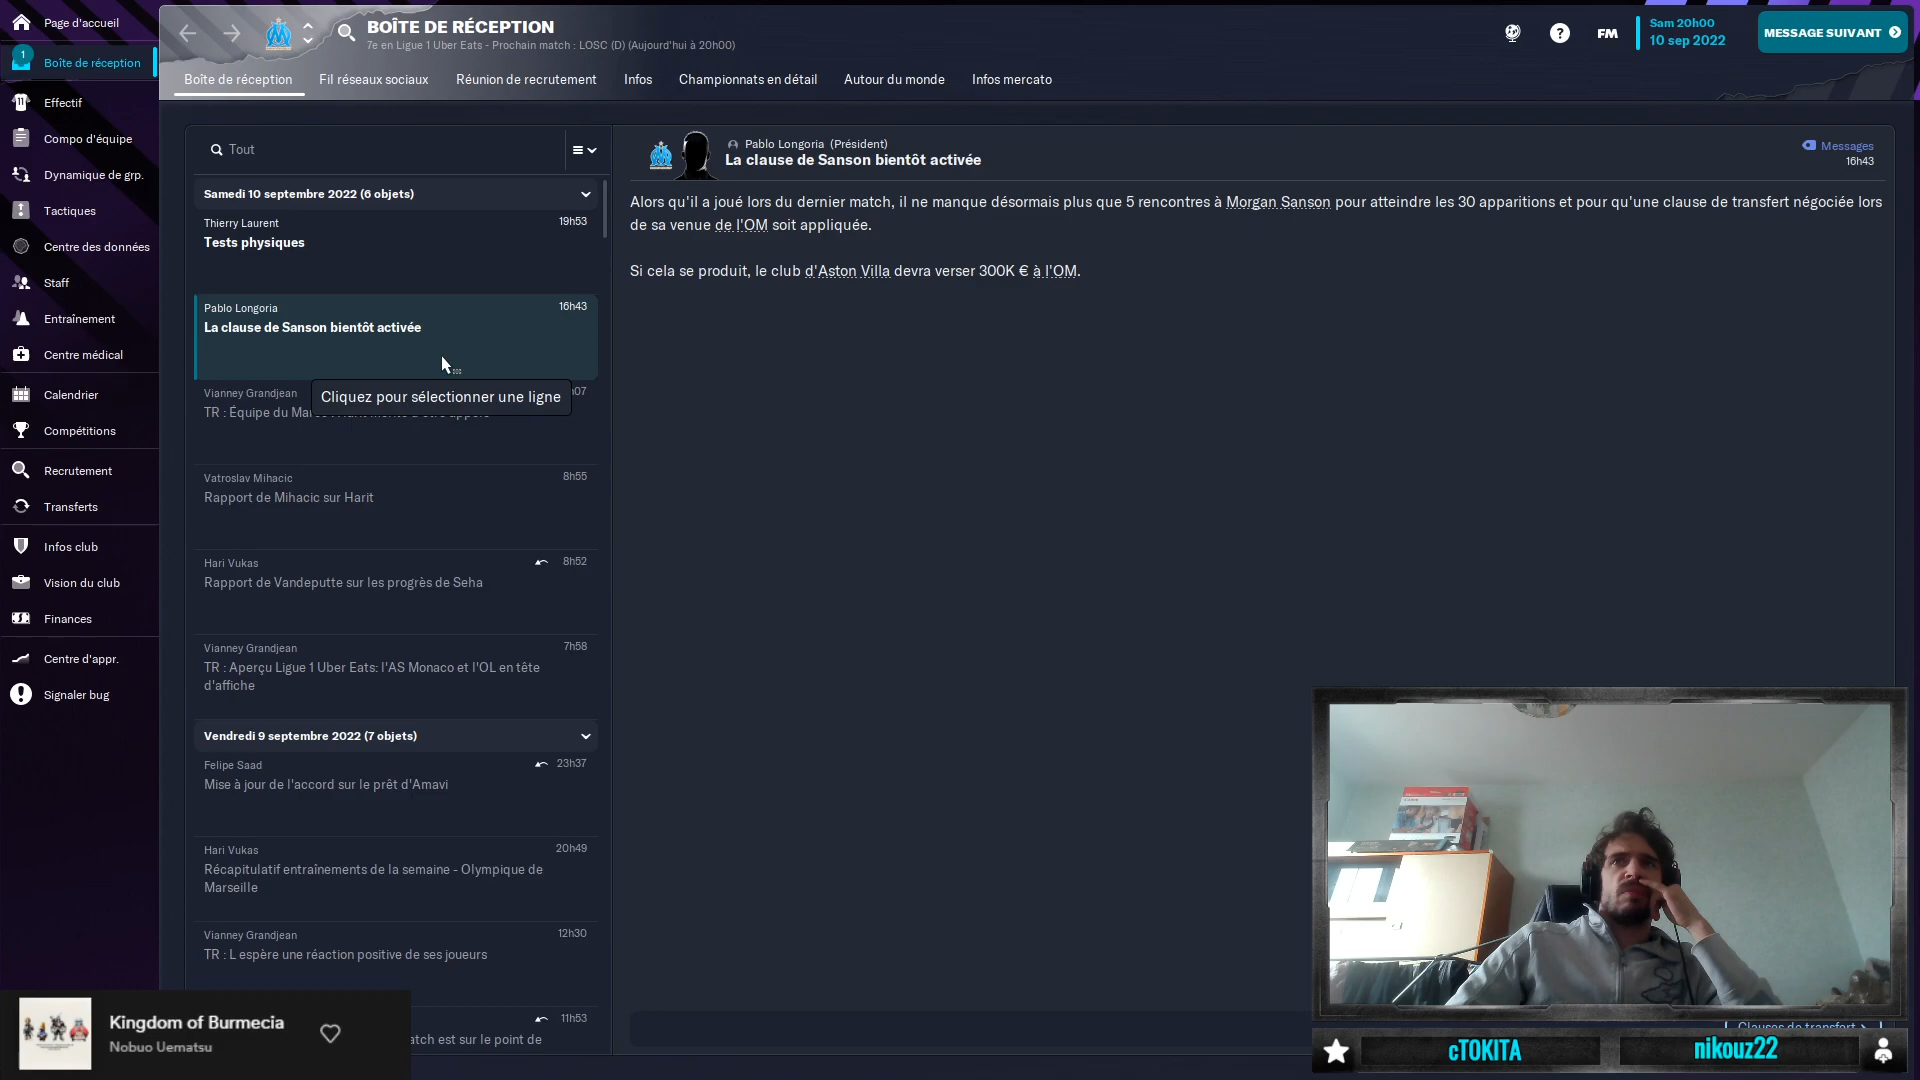 Page d'accueil
1
Boîte de réception
Effectif
Compo d'équipe
Dynamique de grp.
Tactiques
Centre des données
Staff
Entraînement
Centre médical
Calendrier
Compétitions
Recrutement
Transferts
Infos club
Vision du club
Finances
Centre d'appr.
Signaler bug
BOÎTE DE RÉCEPTION
7e en Ligue 1 Uber Eats - Prochain match : LOSC (D) (Aujourd'hui à 20h00)
FM
Sam 20h00
10 sep 2022
MESSAGE SUIVANT
Boîte de réception
Fil réseaux sociaux
Réunion de recrutement
Infos
Championnats en détail
Autour du monde
Infos mercato
Tout
Samedi 10 septembre 2022 (6 objets)
Thierry Laurent 19h53
Tests physiques
Pablo Longoria 16h43
La clause de Sanson bientôt activée
Vianney Grandjean
TR : Équipe du
Cliquez pour sélectionner une ligne
Vatroslav Mihacic 8h55
Rapport de Mihacic sur Harit
Hari Vukas 8h52
Rapport de Vandeputte sur les progrès de Seha
Vianney Grandjean 7h58
TR : Aperçu Ligue 1 Uber Eats: l'AS Monaco et l'OL en tête
d'affiche
Vendredi 9 septembre 2022 (7 objets)
Felipe Saad 23h37
Mise à jour de l'accord sur le prêt d'Amavi
Hari Vukas 20h49
Récapitulatif entraînements de la semaine - Olympique de
Marseille
Vianney Grandjean 12h30
TR : L espère une réaction positive de ses joueurs
11h53
est sur le point de
Pablo Longoria (Président)
La clause de Sanson bientôt activée
Messages
16h43
Alors qu'il a joué lors du dernier match, il ne manque désormais plus que 5 rencontres à Morgan Sanson pour atteindre les 30 apparitions et pour qu'une clause de transfert négociée lors
de sa venue de l'OM soit appliquée.
Si cela se produit, le club d'Aston Villa devra verser 300K € à l'OM.
Clauses de transfert
Kingdom of Burmecia
Nobuo Uematsu
cTOKITA
nikouz22